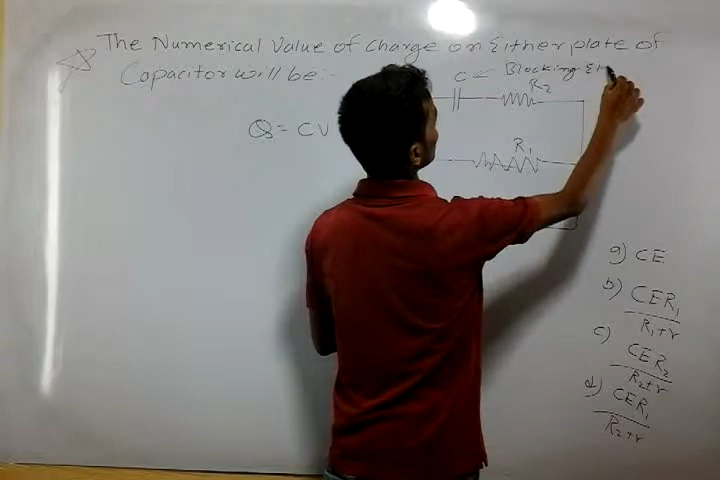 The Numerical Value of Charge on Either plate of
Capacitor will be:-
C ← Blocking El
R2
Q = CV
R1
a) CE
b) CER1
R1+r
c) CER2
R2+r
d) CER1
R2+r